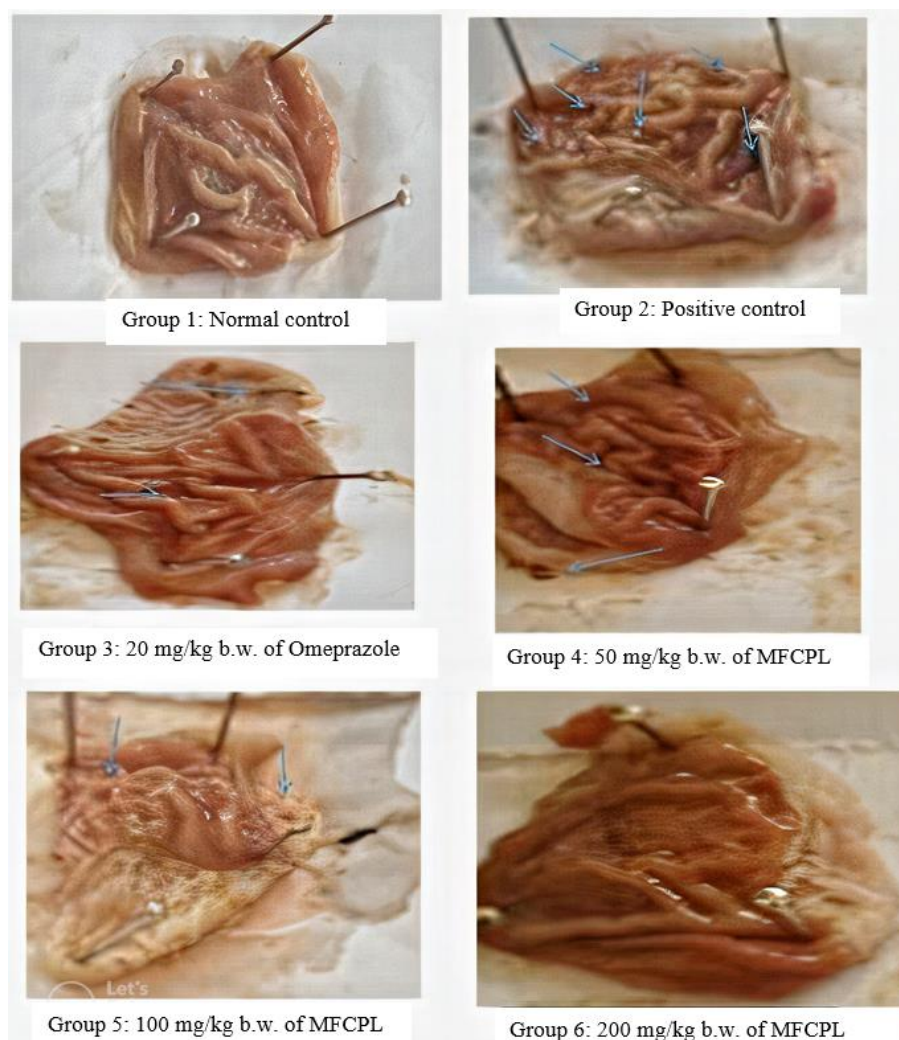 Group 1: Normal control
Group 2: Positive control
Group 3: 20 mg/kg b.w. of Omeprazole
Group 4: 50 mg/kg b.w. of MFCPL
Let's
Group 5: 100 mg/kg b.w. of MFCPL
Group 6: 200 mg/kg b.w. of MFCPL